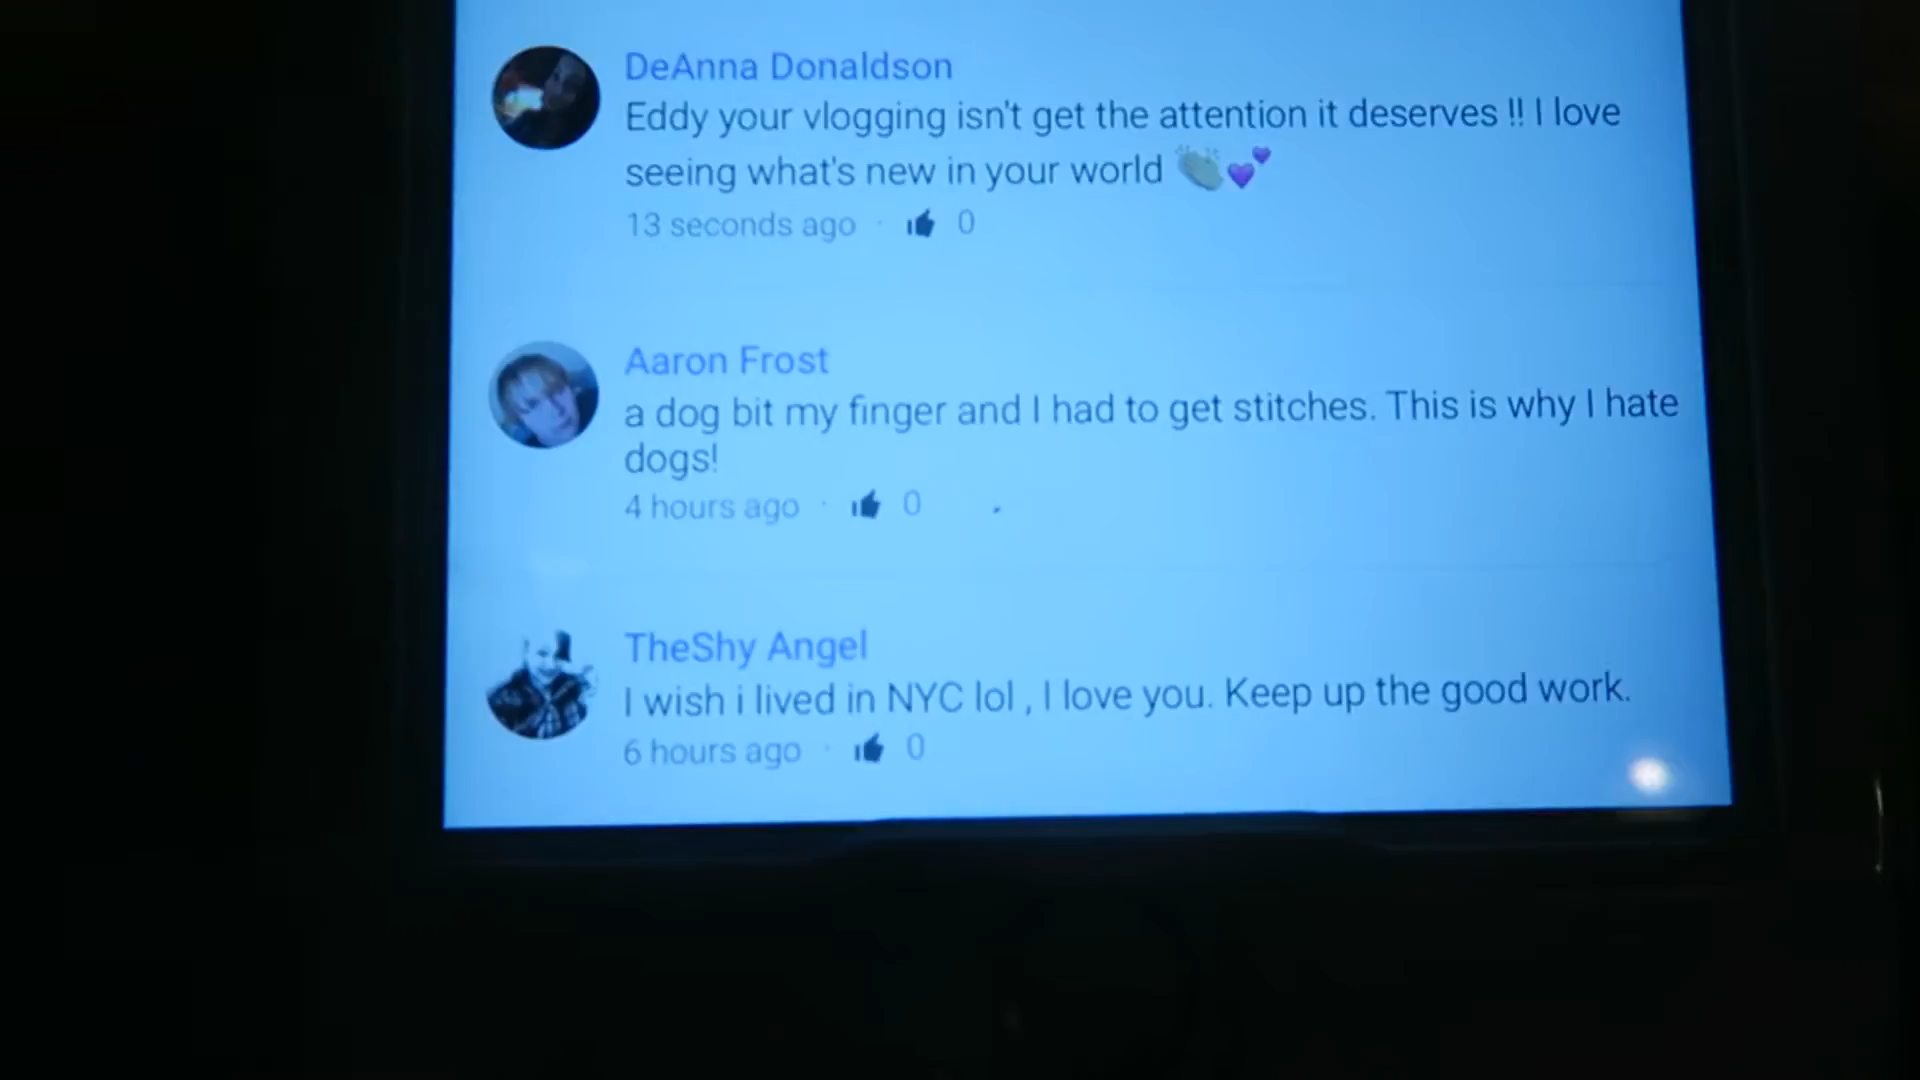 DeAnna Donaldson
Eddy your vlogging isn't get the attention it deserves !! I love
seeing what's new in your world 👏💕
13 seconds ago · 0
Aaron Frost
a dog bit my finger and I had to get stitches. This is why I hate
dogs!
4 hours ago · 0
TheShy Angel
I wish i lived in NYC lol , I love you. Keep up the good work.
6 hours ago · 0